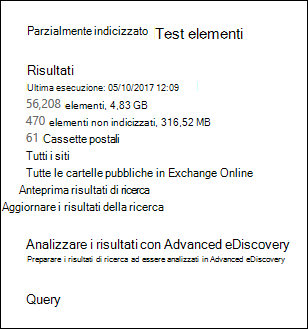 Parzialmente indicizzato Test elementi
Risultati
Ultima esecuzione: 05/10/2017 12:09
56,208 elementi, 4,83 GB
470 elementi non indicizzati, 316,52 MB
61 Cassette postali
Tutti i siti
Tutte le cartelle pubbliche in Exchange Online
Anteprima risultati di ricerca
Aggiornare i risultati della ricerca
Analizzare i risultati con Advanced eDiscovery
Preparare i risultati di ricerca ad essere analizzati in Advanced eDiscovery
Query